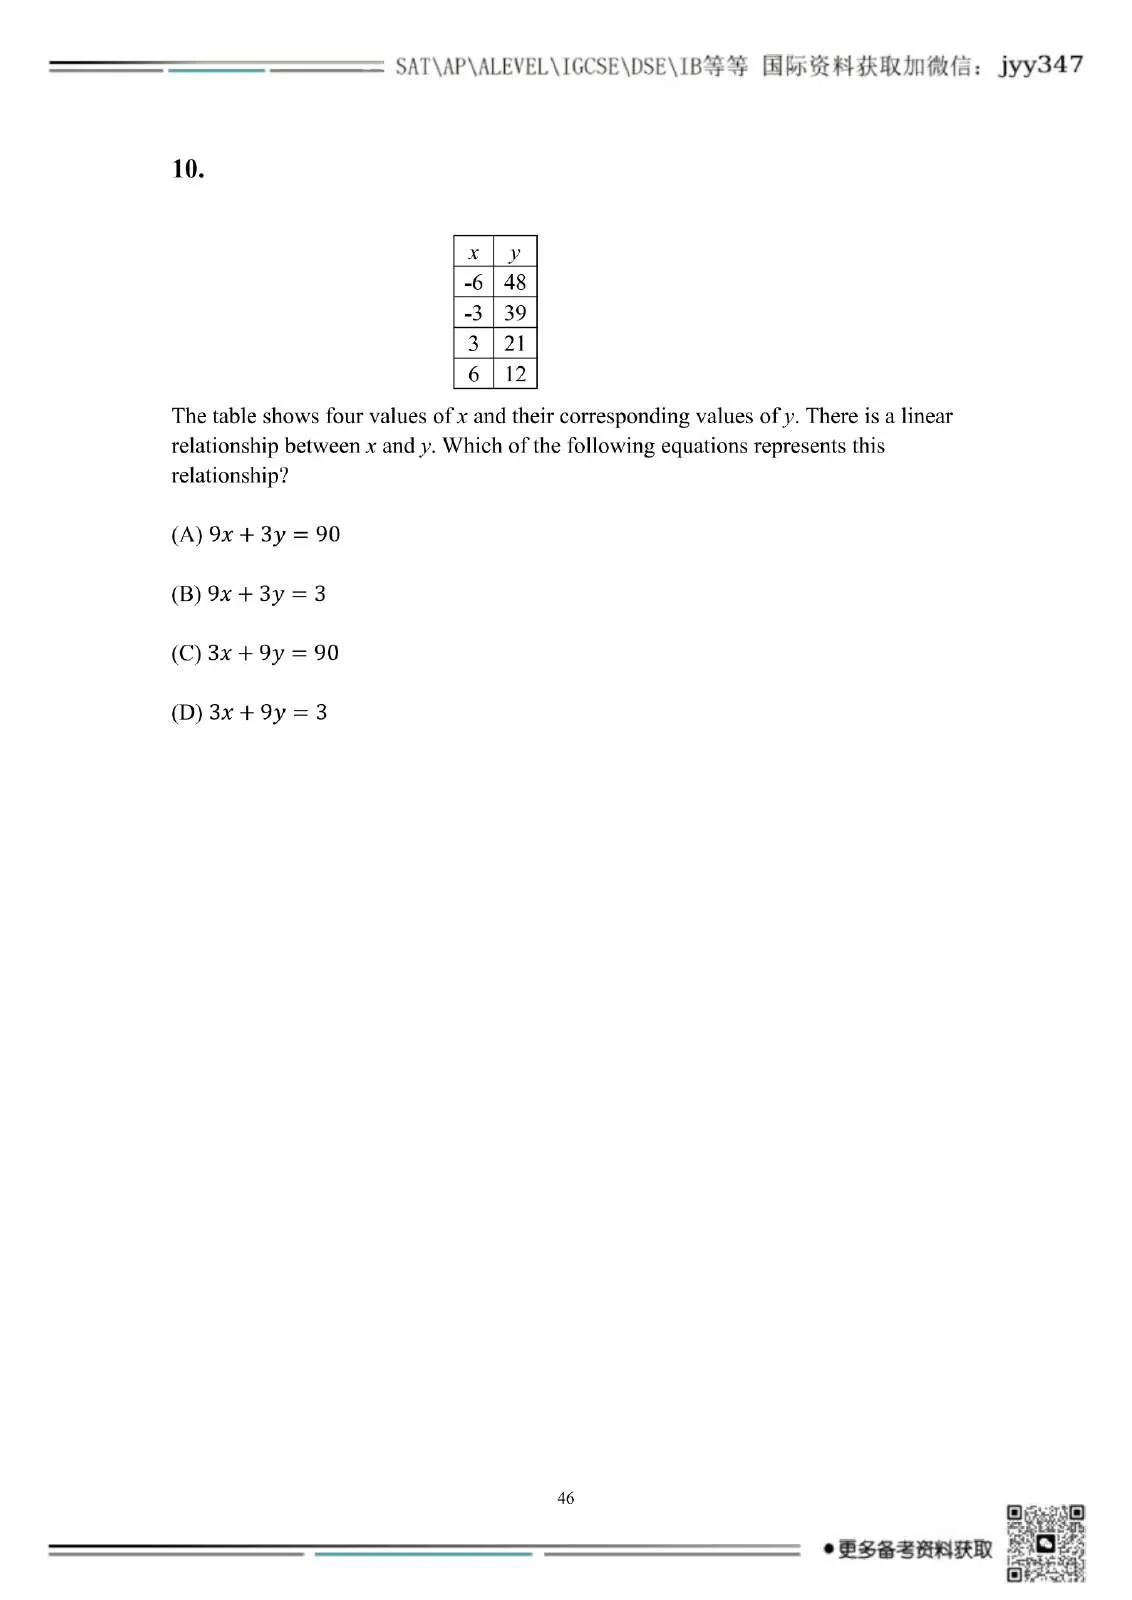 SAT\AP\ALEVEL\IGCSE\DSE\IB等等 国际资料获取加微信： jyy347
10.
x y
-6 48
-3 39
3 21
6 12
The table shows four values of x and their corresponding values of y. There is a linear
relationship between x and y. Which of the following equations represents this
relationship?
(A) 9x + 3y = 90
(B) 9x + 3y = 3
(C) 3x + 9y = 90
(D) 3x + 9y = 3
46
●更多备考资料获取